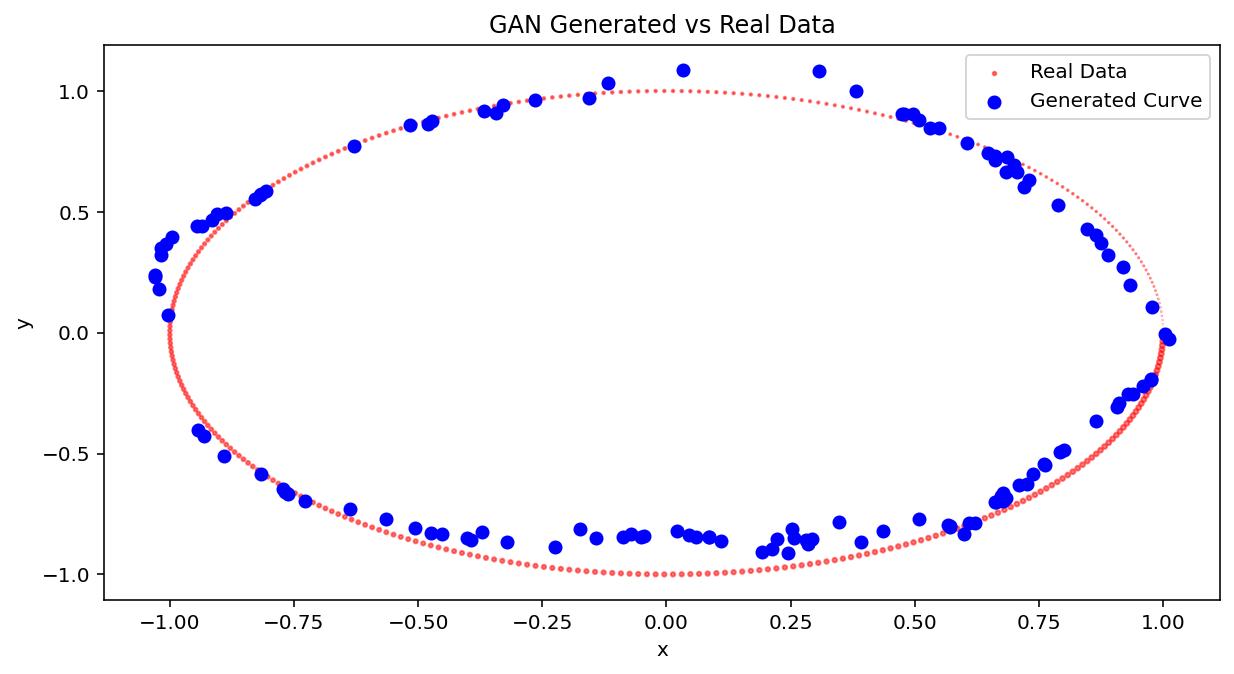 GAN Generated vs Real Data
Real Data
Generated Curve
y
1.0
0.5
0.0
−0.5
−1.0
−1.00 −0.75 −0.50 −0.25 0.00 0.25 0.50 0.75 1.00
x